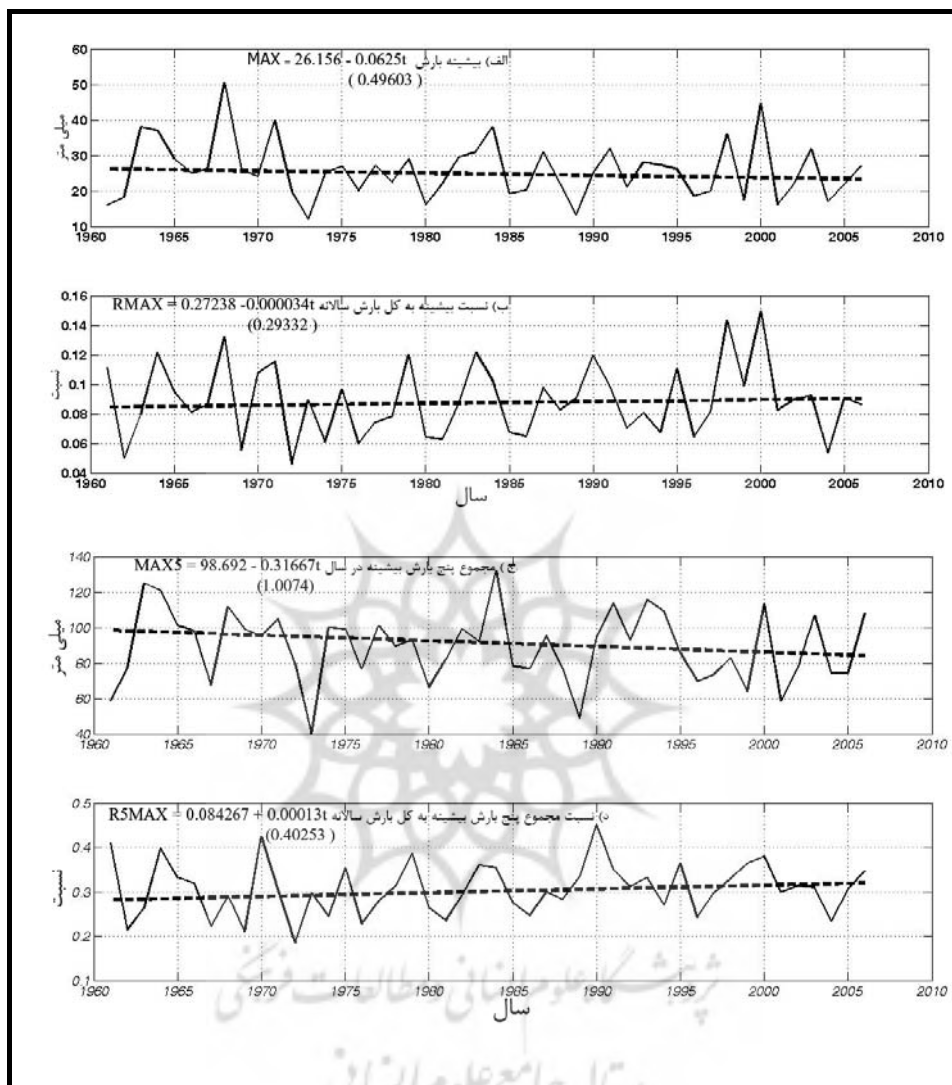 الف) بیشینه بارش MAX - 26.156 - 0.0625t
( 0.49603 )
میلی متر
60
50
40
30
20
10
1960 1965 1970 1975 1980 1985 1990 1995 2000 2005 2010
ب) نسبت بیشینه به کل بارش سالانه RMAX = 0.27238 -0.000034t
(0.29332 )
نسبت
0.16
0.14
0.12
0.1
0.08
0.06
0.04
1960 1965 1970 1975 1980 1985 1990 1995 2000 2005 2010
سال
ج) مجموع پنج بارش بیشینه در سال MAX5 = 98.692 - 0.31667t
(1.0074)
میلی متر
140
120
100
80
60
40
1960 1965 1970 1975 1980 1985 1990 1995 2000 2005 2010
د) نسبت مجموع پنج بارش بیشینه به کل بارش سالانه R5MAX = 0.084267 + 0.00013t
(0.40253 )
نسبت
0.5
0.4
0.3
0.2
0.1
1960 1965 1970 1975 1980 1985 1990 1995 2000 2005 2010
سال
پژوهشگاه علوم انسانی و مطالعات فرهنگی